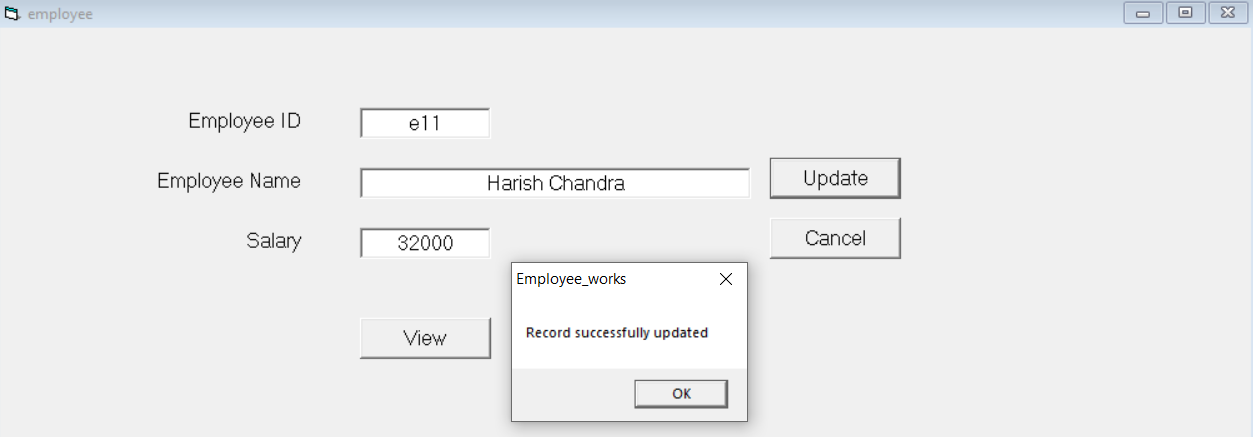 employee
Employee ID e11
Employee Name Harish Chandra Update
Salary 32000 Cancel
Employee_works
Record successfully updated
View
OK